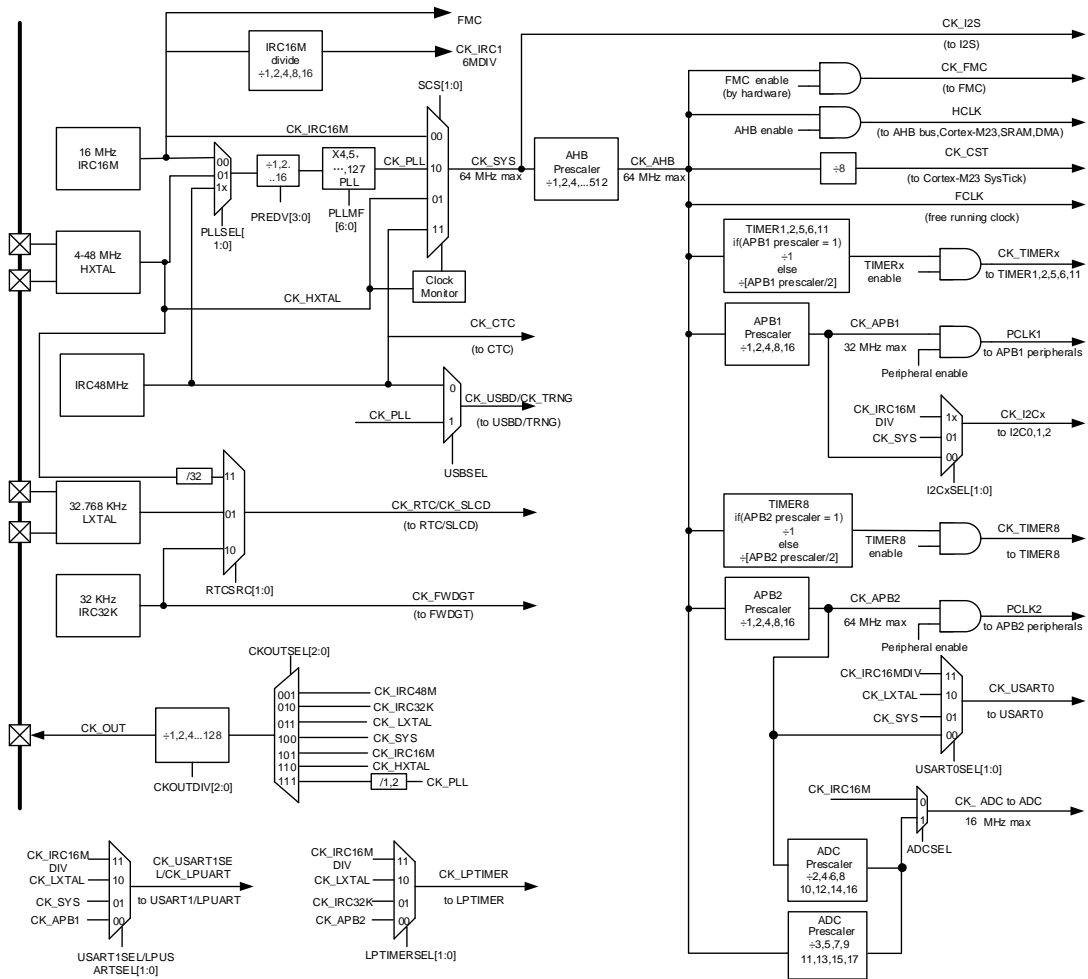 FMC
IRC16M
divide
÷1,2,4,8,16
CK_IRC1
6MDIV
SCS[1:0]
CK_IRC16M
16 MHz
IRC16M
00
01
1x
÷1,2.
..16
X4,5,
…,127
PLL
CK_PLL
00
10
01
11
CK_SYS
64 MHz max
PREDV[3:0]
PLLMF
[6:0]
PLLSEL[
1:0]
4-48 MHz
HXTAL
Clock
Monitor
CK_HXTAL
CK_CTC
(to CTC)
IRC48MHz
0
1
CK_PLL
CK_USBD/CK_TRNG
(to USBD/TRNG)
USBSEL
/32
11
01
10
32.768 KHz
LXTAL
CK_RTC/CK_SLCD
(to RTC/SLCD)
RTCSRC[1:0]
32 KHz
IRC32K
CK_FWDGT
(to FWDGT)
CKOUTSEL[2:0]
001
010
011
100
101
110
111
CK_IRC48M
CK_IRC32K
CK_ LXTAL
CK_SYS
CK_IRC16M
CK_HXTAL
/1,2
CK_PLL
CK_OUT
÷1,2,4...128
CKOUTDIV[2:0]
CK_IRC16M
DIV
CK_LXTAL
CK_SYS
CK_APB1
11
10
01
00
CK_USART1SE
L/CK_LPUART
to USART1/LPUART
USART1SEL/LPUS
ARTSEL[1:0]
CK_IRC16M
DIV
CK_LXTAL
CK_IRC32K
CK_APB2
11
10
01
00
CK_LPTIMER
to LPTIMER
LPTIMERSEL[1:0]
CK_I2S
(to I2S)
AHB
Prescaler
÷1,2,4,...512
CK_AHB
64 MHz max
FMC enable
(by hardware)
CK_FMC
(to FMC)
AHB enable
HCLK
(to AHB bus,Cortex-M23,SRAM,DMA)
÷8
CK_CST
(to Cortex-M23 SysTick)
FCLK
(free running clock)
TIMER1,2,5,6,11
if(APB1 prescaler = 1)
÷1
else
÷[APB1 prescaler/2]
TIMERx
enable
CK_TIMERx
to TIMER1,2,5,6,11
APB1
Prescaler
÷1,2,4,8,16
CK_APB1
32 MHz max
Peripheral enable
PCLK1
to APB1 peripherals
CK_IRC16M
DIV
CK_SYS
1x
01
00
CK_I2Cx
to I2C0,1,2
I2CxSEL[1:0]
TIMER8
if(APB2 prescaler = 1)
÷1
else
÷[APB2 prescaler/2]
TIMER8
enable
CK_TIMER8
to TIMER8
APB2
Prescaler
÷1,2,4,8,16
CK_APB2
64 MHz max
Peripheral enable
PCLK2
to APB2 peripherals
CK_IRC16MDIV
CK_LXTAL
CK_SYS
11
10
01
00
CK_USART0
to USART0
USART0SEL[1:0]
CK_IRC16M
0
1
CK_ ADC to ADC
16 MHz max
ADCSEL
ADC
Prescaler
÷2,4,6,8
10,12,14,16
ADC
Prescaler
÷3,5,7,9
11,13,15,17